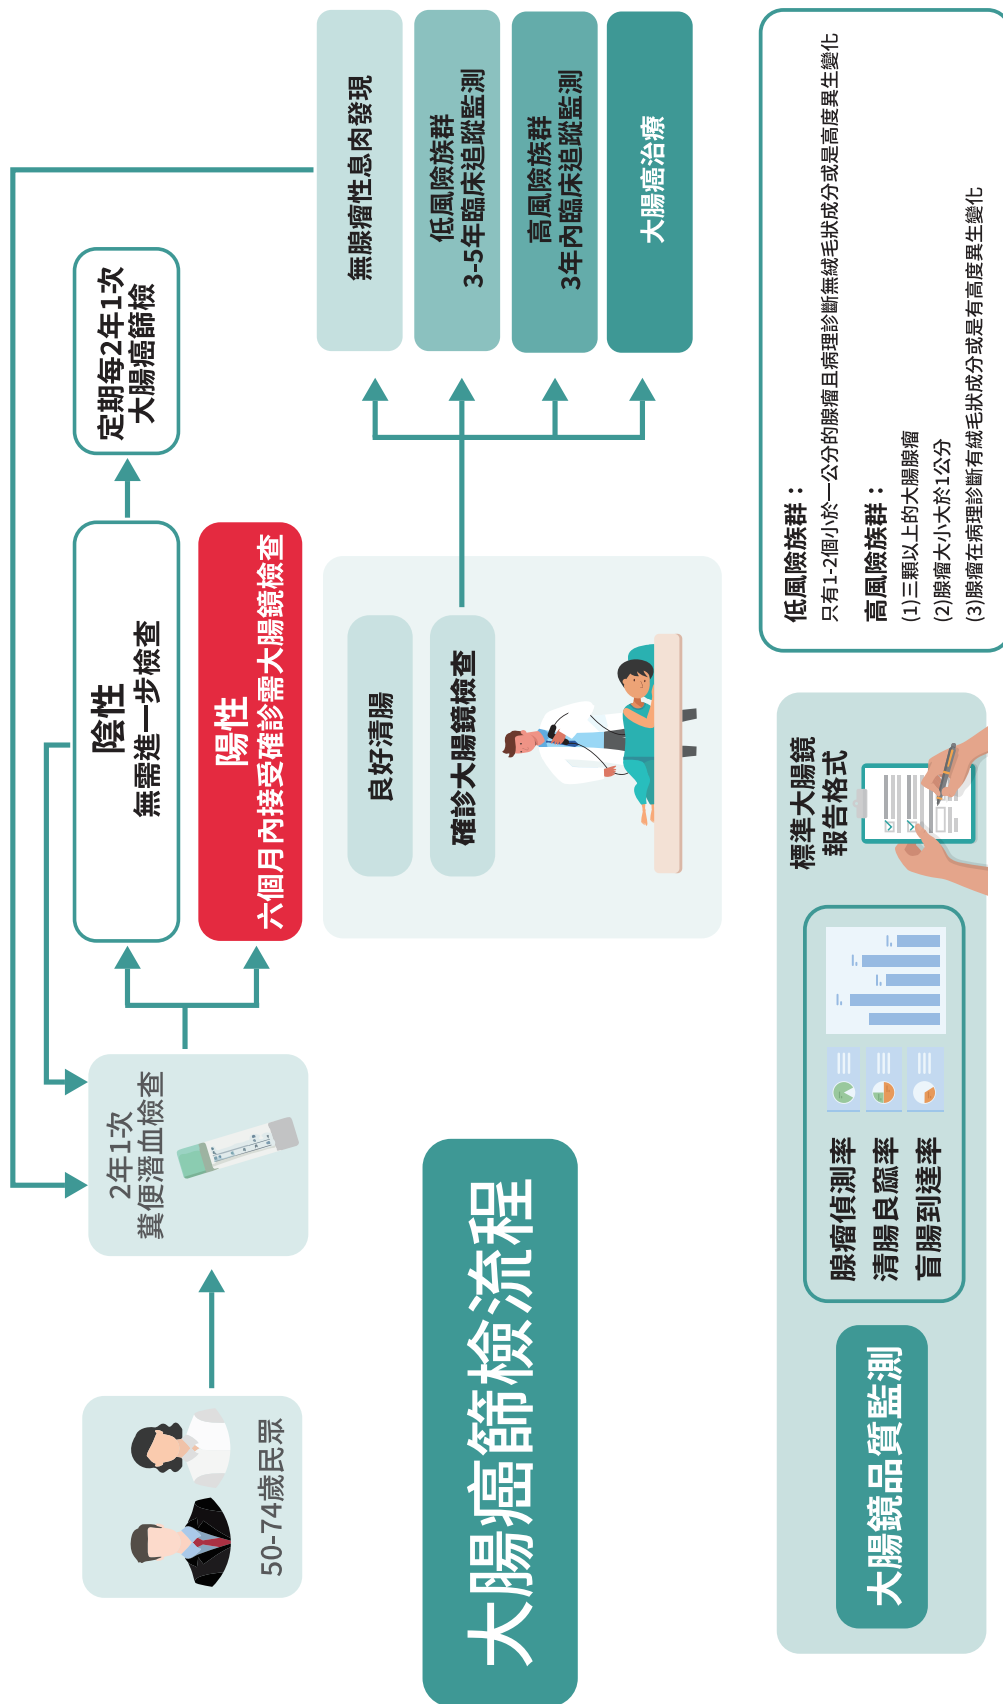 大腸癌篩檢流程
50-74歲民眾
2年1次
糞便潛血檢查
陰性
無需進一步檢查
定期每2年1次
大腸癌篩檢
陽性
六個月內接受確診需大腸鏡檢查
良好清腸
確診大腸鏡檢查
無腺瘤性息肉發現
低風險族群
3-5年臨床追蹤監測
高風險族群
3年內臨床追蹤監測
大腸癌治療
大腸鏡品質監測
腺瘤偵測率
清腸良窳率
盲腸到達率
標準大腸鏡
報告格式
低風險族群：
只有1-2個小於一公分的腺瘤且病理診斷無絨毛狀成分或是高度異生變化
高風險族群：
(1)三顆以上的大腸腺瘤
(2)腺瘤大小大於1公分
(3)腺瘤在病理診斷有絨毛狀成分或是有高度異生變化